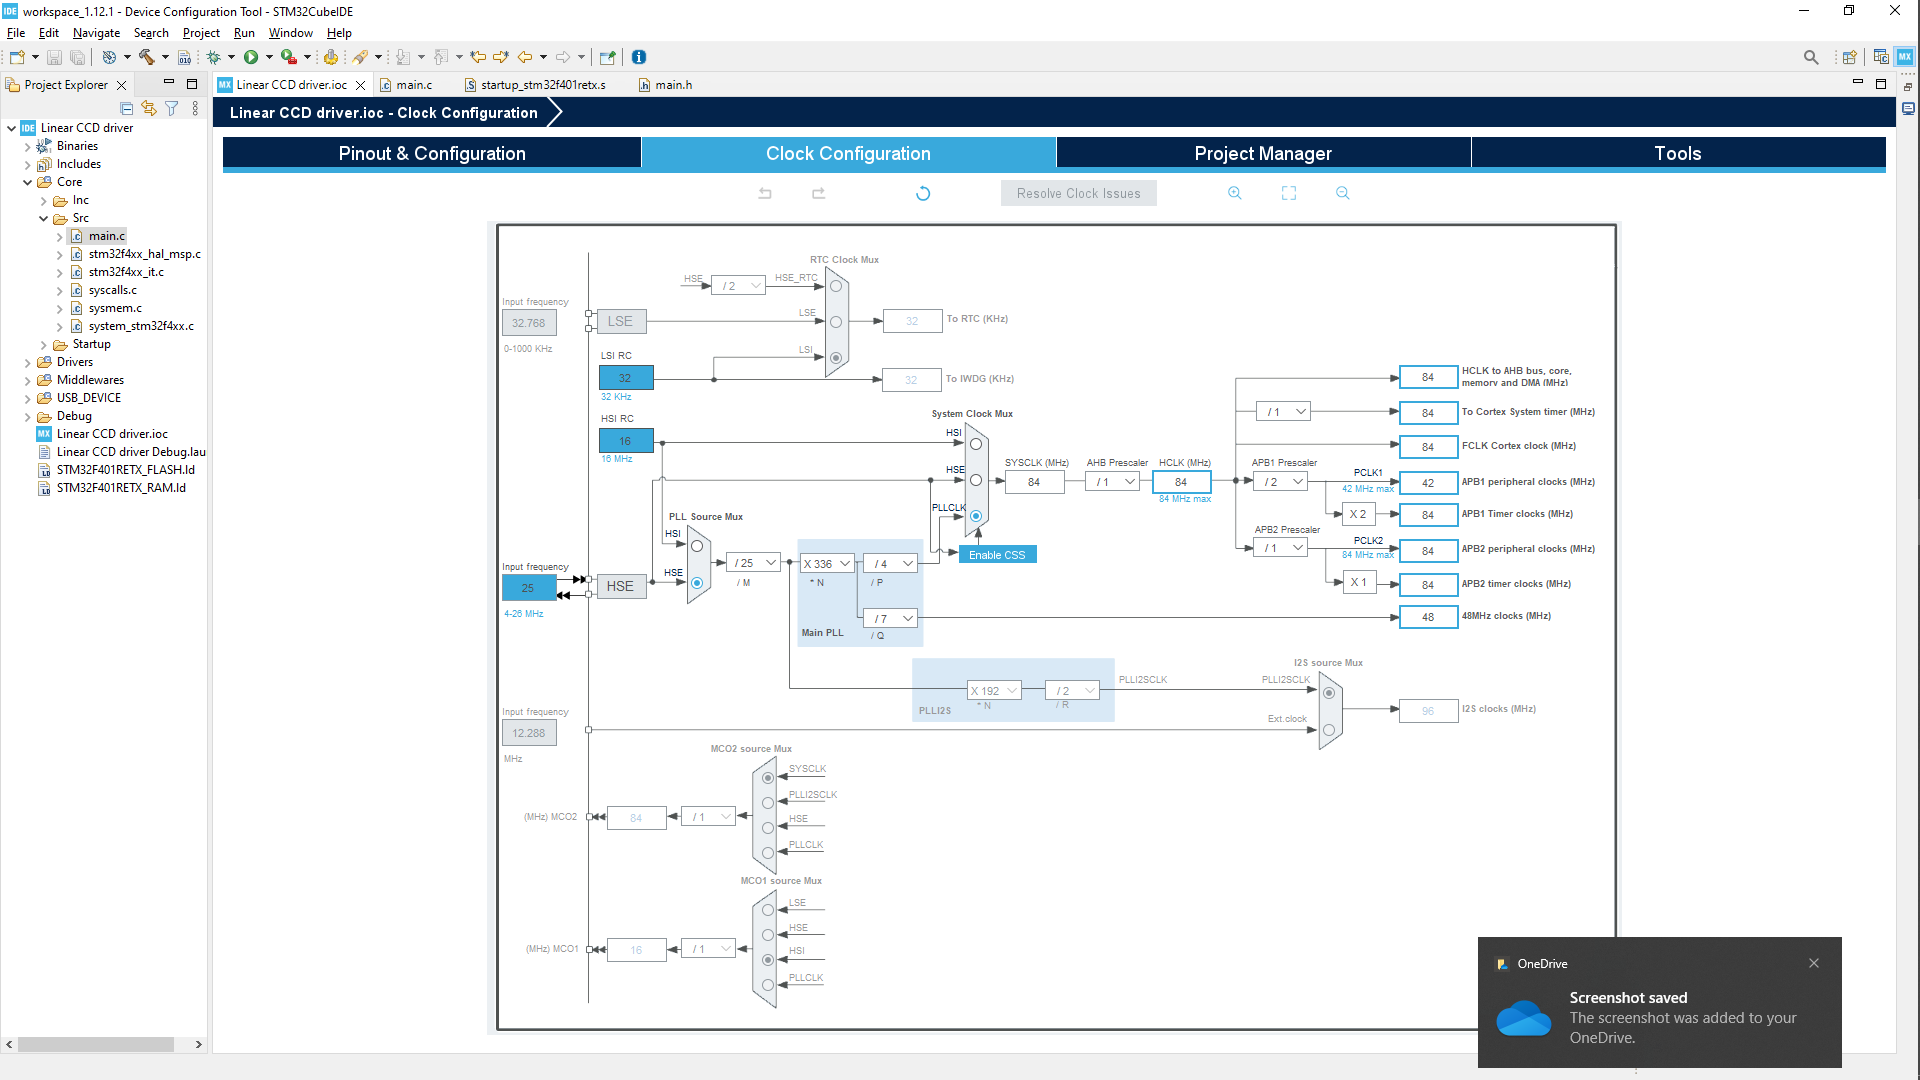 IDE workspace_1.12.1 - Device Configuration Tool - STM32CubeIDE
File Edit Navigate Search Project Run Window Help
Project Explorer
MX Linear CCD driver.ioc
main.c
startup_stm32f401retx.s
main.h
Linear CCD driver.ioc - Clock Configuration
Pinout & Configuration
Clock Configuration
Project Manager
Tools
Resolve Clock Issues
IDE Linear CCD driver
Binaries
Includes
Core
Inc
Src
main.c
stm32f4xx_hal_msp.c
stm32f4xx_it.c
syscalls.c
sysmem.c
system_stm32f4xx.c
Startup
Drivers
Middlewares
USB_DEVICE
Debug
MX Linear CCD driver.ioc
Linear CCD driver Debug.lau
STM32F401RETX_FLASH.ld
STM32F401RETX_RAM.ld
RTC Clock Mux
HSE
/ 2
HSE_RTC
Input frequency
32.768
0-1000 KHz
LSE
LSE
32
To RTC (KHz)
LSI RC
32
32 KHz
LSI
32
To IWDG (KHz)
HSI RC
16
16 MHz
System Clock Mux
HSI
HSE
PLLCLK
Enable CSS
SYSCLK (MHz)
84
AHB Prescaler
/ 1
HCLK (MHz)
84
84 MHz max
84
HCLK to AHB bus, core,
memory and DMA (MHz)
/ 1
84
To Cortex System timer (MHz)
84
FCLK Cortex clock (MHz)
APB1 Prescaler
/ 2
PCLK1
42 MHz max
42
APB1 peripheral clocks (MHz)
X 2
84
APB1 Timer clocks (MHz)
APB2 Prescaler
/ 1
PCLK2
84 MHz max
84
APB2 peripheral clocks (MHz)
X 1
84
APB2 timer clocks (MHz)
48
48MHz clocks (MHz)
PLL Source Mux
HSI
HSE
Input frequency
25
4-26 MHz
HSE
/ 25
/ M
X 336
* N
/ 4
/ P
/ 7
/ Q
Main PLL
PLLI2S
X 192
* N
/ 2
/ R
PLLI2SCLK
I2S source Mux
PLLI2SCLK
Ext.clock
96
I2S clocks (MHz)
Input frequency
12.288
MHz
MCO2 source Mux
SYSCLK
PLLI2SCLK
HSE
PLLCLK
(MHz) MCO2
84
/ 1
MCO1 source Mux
LSE
HSE
HSI
PLLCLK
(MHz) MCO1
16
/ 1
OneDrive
Screenshot saved
The screenshot was added to your
OneDrive.